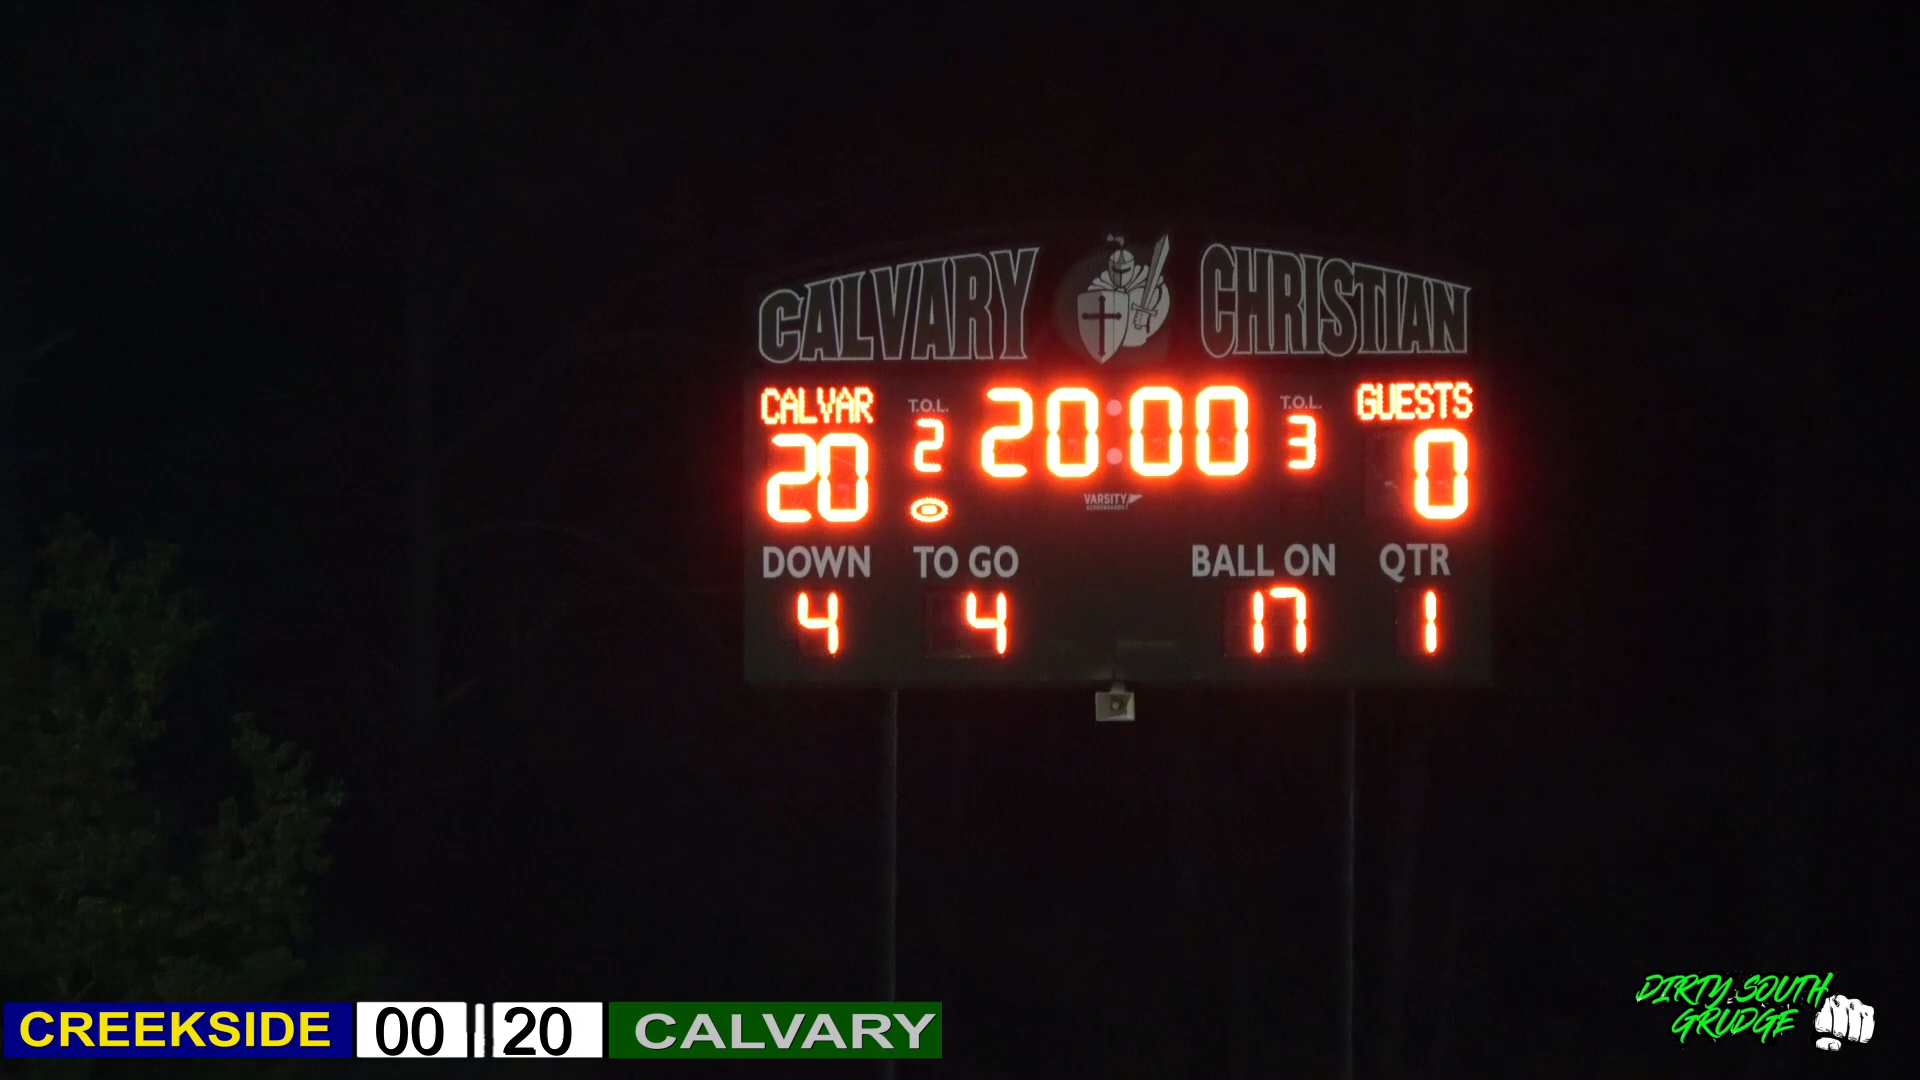 CALVARY CHRISTIAN
CALVAR T.O.L. 20:00 T.O.L. GUESTS
20 2 3 0
VARSITY
SCOREBOARDS
DOWN TO GO BALL ON QTR
4 4 17 1
CREEKSIDE 00 20 CALVARY
DIRTY SOUTH
GRUDGE